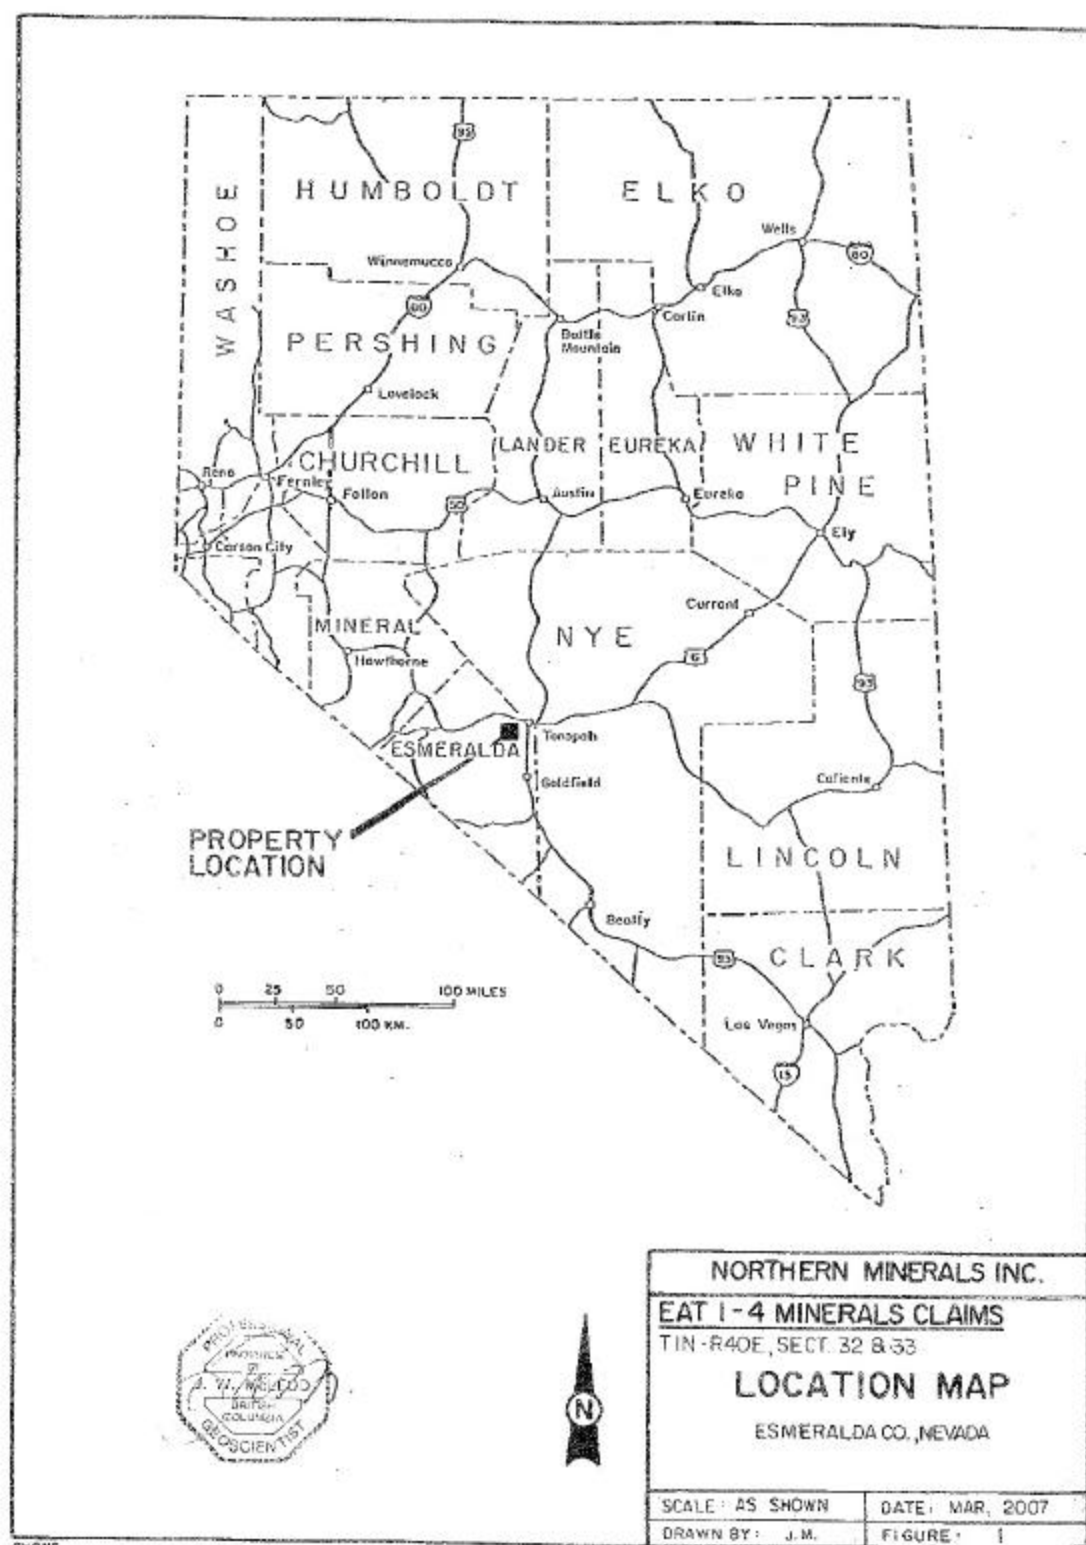 95
HUMBOLDT
ELKO
WASHOE
Wells
80
Winnemucca
Elko
80
Carlin
93
Battle
Mountain
PERSHING
Lovelock
LANDER
EUREKA
WHITE
PINE
CHURCHILL
Reno
Fernley
Fallon
50
Austin
Eureka
Ely
Carson City
Currant
MINERAL
NYE
Hawthorne
6
93
Tonopah
ESMERALDA
Goldfield
Caliente
PROPERTY
LOCATION
LINCOLN
Beatty
95
CLARK
0 25 50 100 MILES
0 50 100 KM.
Las Vegas
15
NORTHERN MINERALS INC.
EAT 1-4 MINERALS CLAIMS
T1N-R40E, SECT. 32 & 33
LOCATION MAP
ESMERALDA CO., NEVADA
SCALE: AS SHOWN
DATE: MAR, 2007
DRAWN BY: J.M.
FIGURE: 1
N
PROFESSIONAL
PROVINCE
OF
J. W. McLEOD
BRITISH
COLUMBIA
GEOSCIENTIST